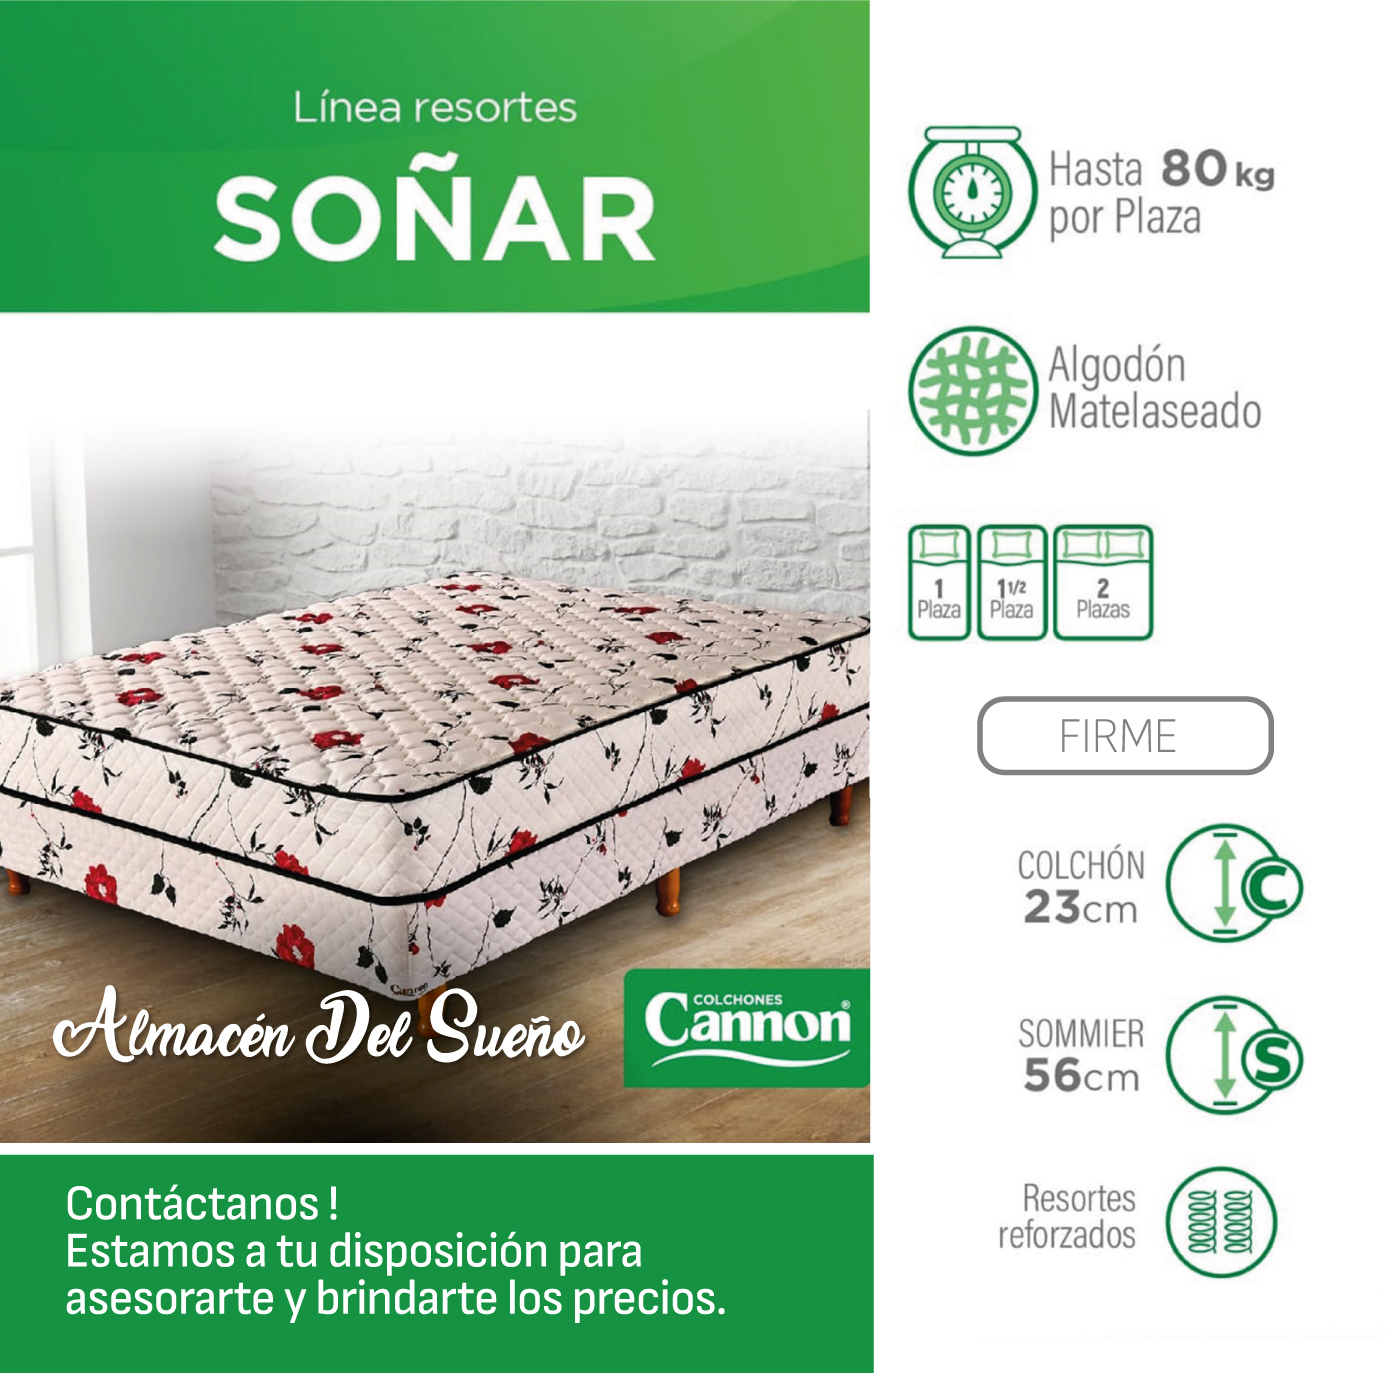 Línea resortes
SOÑAR
Hasta 80 kg
por Plaza
Algodón
Matelaseado
1
Plaza
1 1/2
Plaza
2
Plazas
FIRME
COLCHÓN
23cm
C
SOMMIER
56cm
S
Resortes
reforzados
Cannon
Almacén Del Sueño
COLCHONES
Cannon®
Contáctanos !
Estamos a tu disposición para
asesorarte y brindarte los precios.